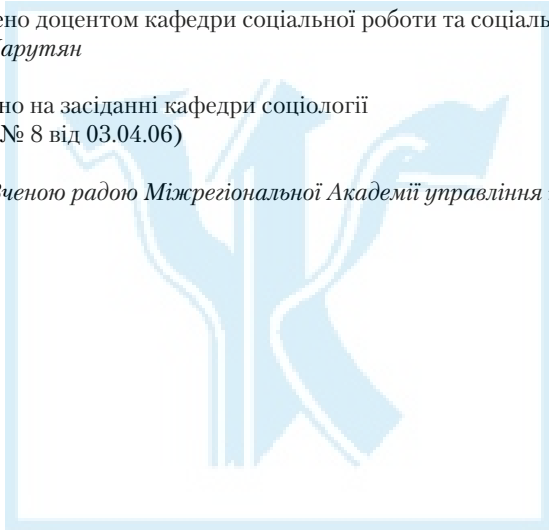 ено доцентом кафедри соціальної роботи та соціаль
Нарутян
но на засіданні кафедри соціології
№ 8 від 03.04.06)
вченою радою Міжрегіональної Академії управління